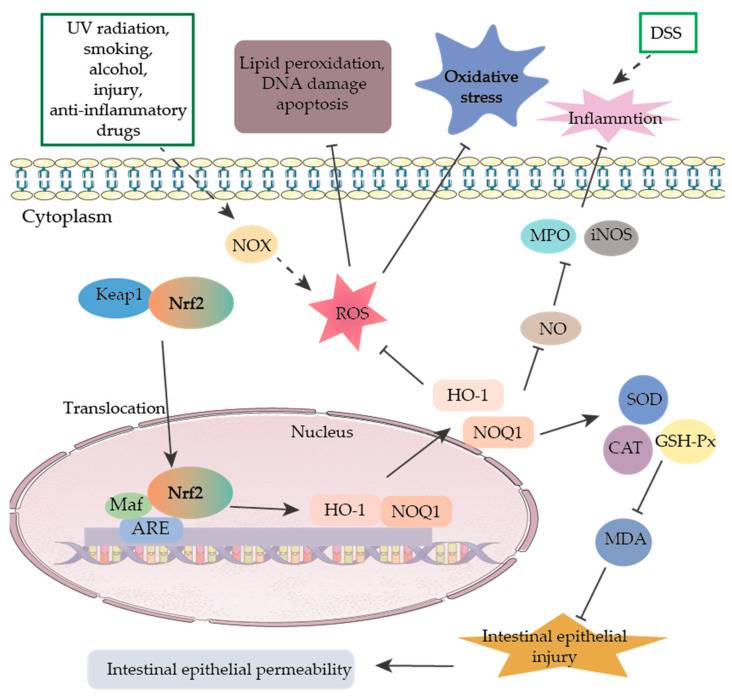 UV radiation,
smoking,
alcohol,
injury,
anti-inflammatory
drugs
Lipid peroxidation,
DNA damage
apoptosis
Oxidative
stress
DSS
Inflammtion
Cytoplasm
NOX
MPO
iNOS
Keap1
Nrf2
ROS
NO
HO-1
NOQ1
SOD
CAT
GSH-Px
Translocation
Nucleus
Maf
Nrf2
ARE
HO-1
NOQ1
MDA
Intestinal epithelial
injury
Intestinal epithelial permeability